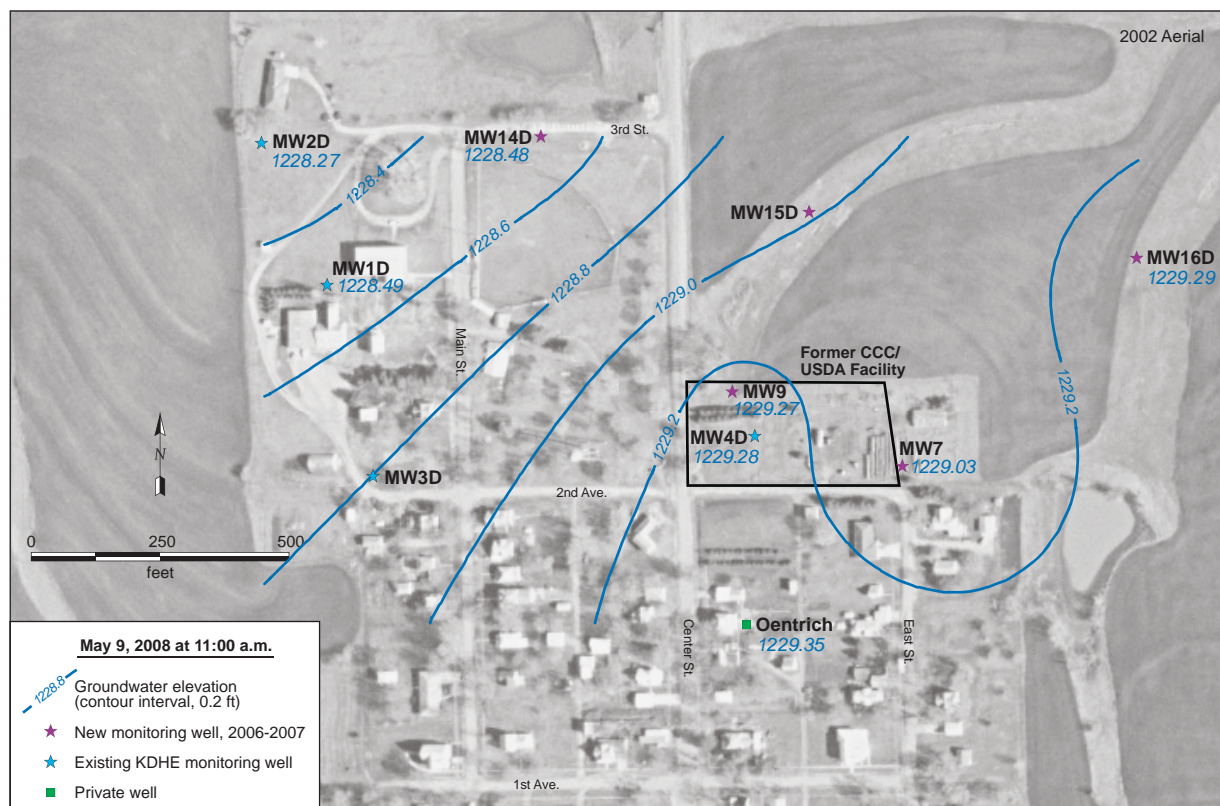 2002 Aerial
3rd St.
MW2D
1228.27
MW14D
1228.48
1228.4
MW15D
1228.6
MW16D
1229.29
MW1D
1228.49
1228.8
1229.0
Main St.
Former CCC/
USDA Facility
MW9
1229.27
1229.2
1229.2
MW4D
1229.28
MW7
1229.03
N
MW3D
2nd Ave.
0 250 500
feet
Oentrich
1229.35
Center St.
East St.
May 9, 2008 at 11:00 a.m.
1228.8
Groundwater elevation
(contour interval, 0.2 ft)
New monitoring well, 2006-2007
Existing KDHE monitoring well
Private well
1st Ave.